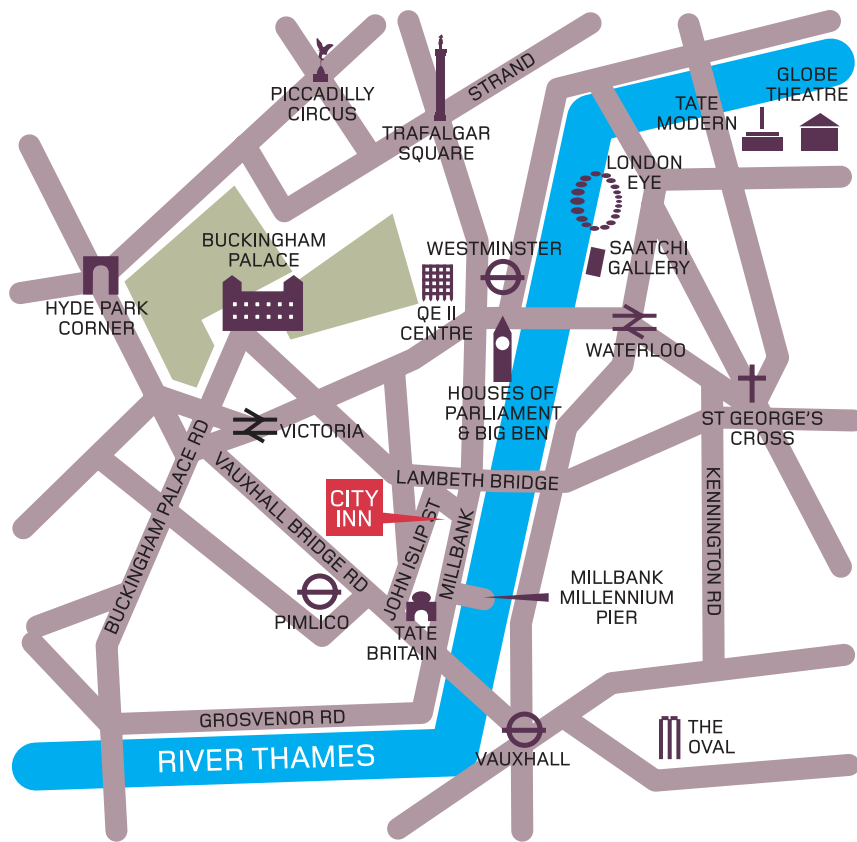 PICCADILLY
CIRCUS
STRAND
TRAFALGAR
SQUARE
GLOBE
THEATRE
TATE
MODERN
LONDON
EYE
BUCKINGHAM
PALACE
WESTMINSTER
SAATCHI
GALLERY
HYDE PARK
CORNER
QE II
CENTRE
WATERLOO
HOUSES OF
PARLIAMENT
& BIG BEN
ST GEORGE'S
CROSS
VICTORIA
BUCKINGHAM PALACE RD
VAUXHALL BRIDGE RD
LAMBETH BRIDGE
KENNINGTON RD
CITY
INN
JOHN ISLIP ST
MILLBANK
MILLBANK
MILLENNIUM
PIER
PIMLICO
TATE
BRITAIN
GROSVENOR RD
RIVER THAMES
VAUXHALL
THE
OVAL